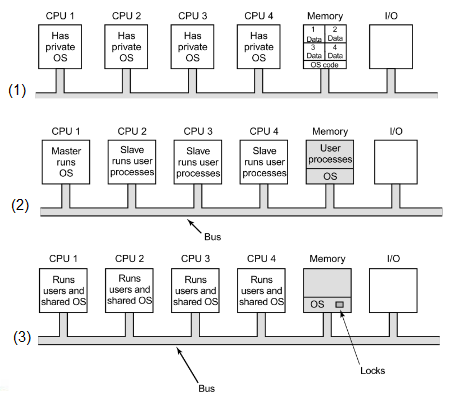 CPU 1 CPU 2 CPU 3 CPU 4 Memory I/O
Has Has Has Has 1 2
private private private private Data Data
OS OS OS OS 3 4
Data Data
OS code
(1)
CPU 1 CPU 2 CPU 3 CPU 4 Memory I/O
Master Slave Slave Slave User
runs runs user runs user runs user processes
OS processes processes processes OS
(2)
Bus
CPU 1 CPU 2 CPU 3 CPU 4 Memory I/O
Runs Runs Runs Runs
users and users and users and users and
shared OS shared OS shared OS shared OS OS
(3)
Locks
Bus